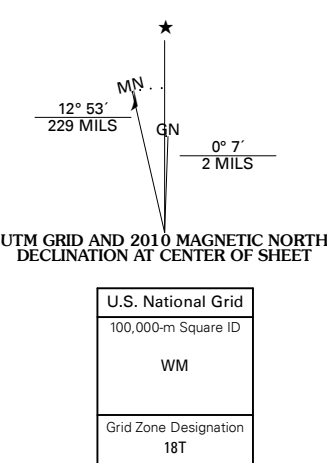 MN
12° 53´
229 MILS
GN
0° 7´
2 MILS
UTM GRID AND 2010 MAGNETIC NORTH
DECLINATION AT CENTER OF SHEET
U.S. National Grid
100,000-m Square ID
WM
Grid Zone Designation
18T